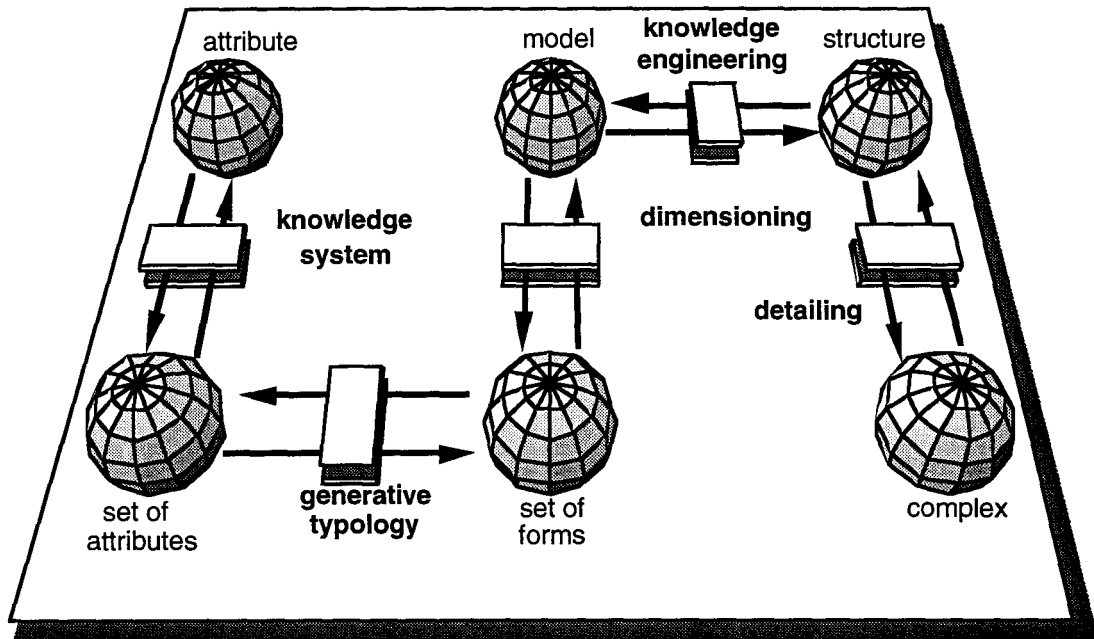 attribute
model
knowledge
engineering
structure
knowledge
system
dimensioning
detailing
generative
typology
set of
attributes
set of
forms
complex